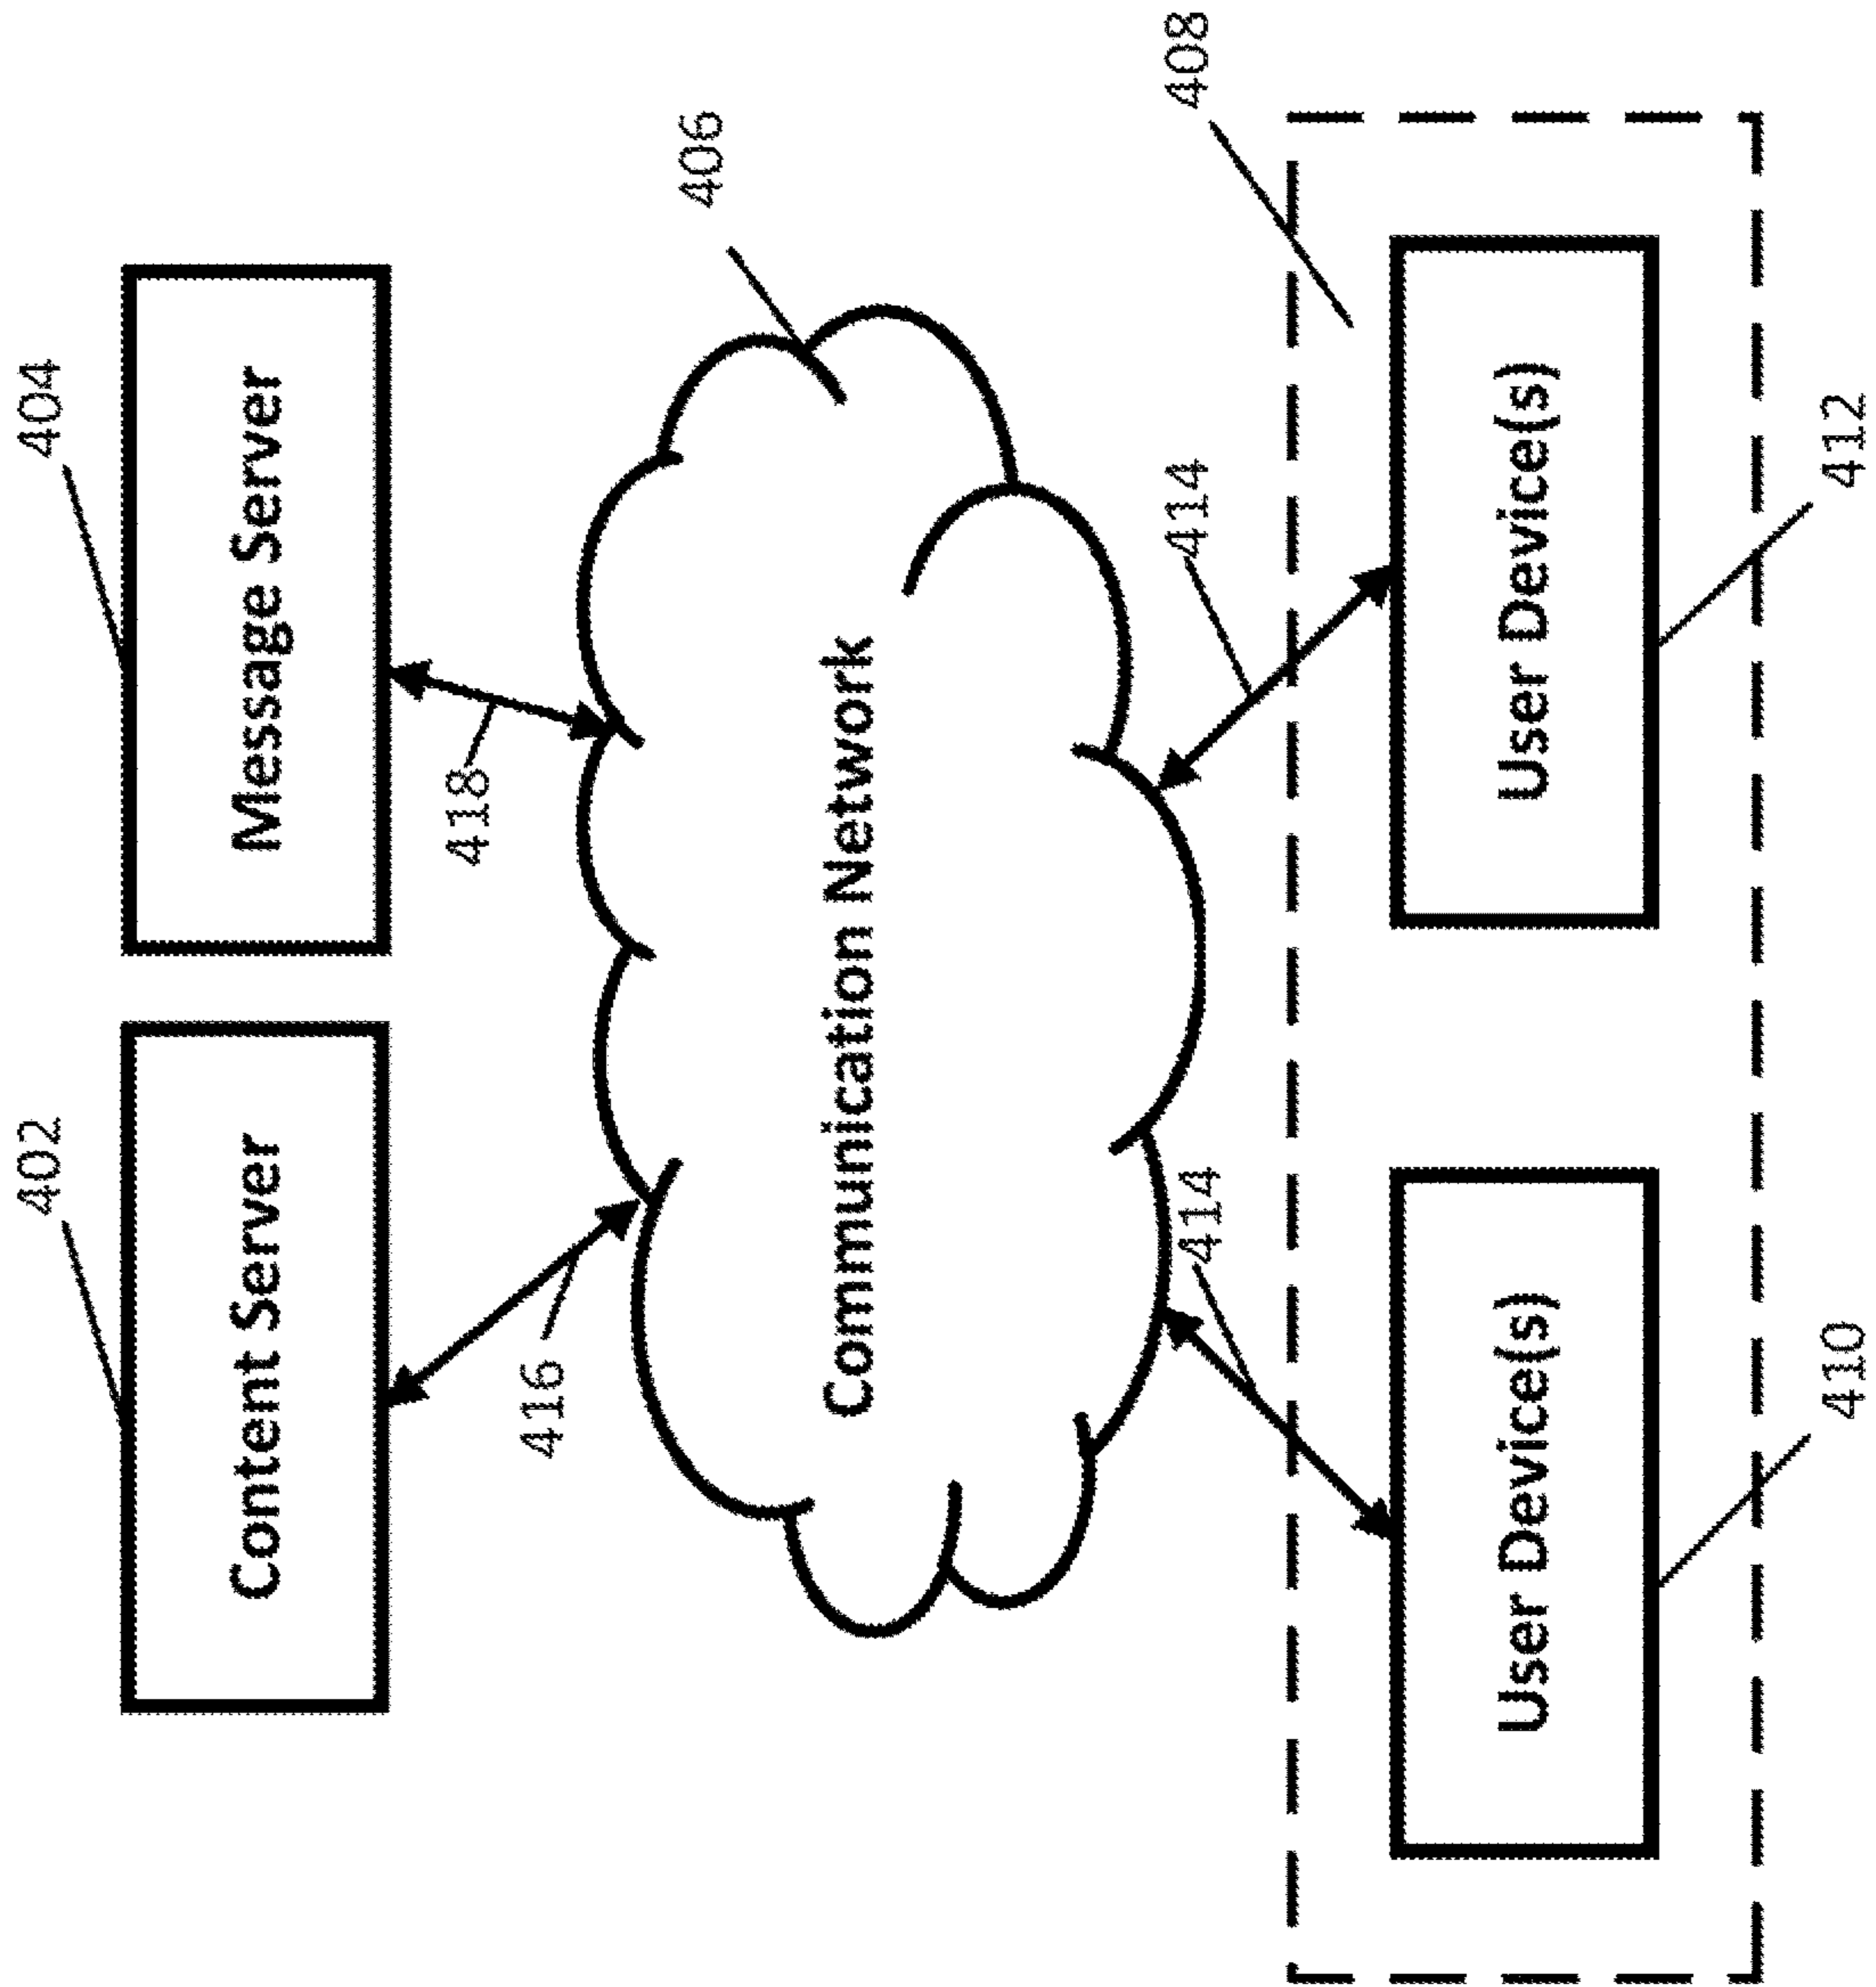 402
404
Content Server
Message Server
416
418
406
Communication Network
414
414
408
User Device(s)
User Device(s)
410
412